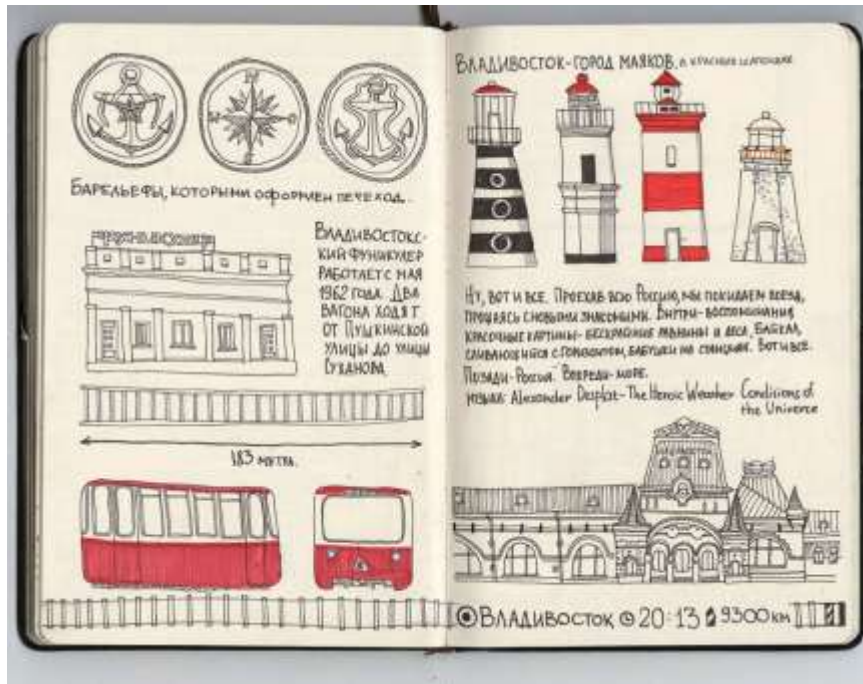 Барельефы, которыми оформлен переход.
ФУНИКУЛЕР
Владивостокс-
кий фуникулер
работает с мая
1962 года. Два
вагона ходят
от Пушкинской
улицы до улицы
Суханова
183 метра.
Владивосток-город маяков, в красных шапочках
Ну, вот и все. Проехав всю Россию, мы покидаем поезд,
прощаясь с новыми знакомыми. Внутри-воспоминания
красочные картины-бескрайние равнины и леса, Байкал,
сливающийся с горизонтом, бабушки на станциях. Вот и все.
Позади-Россия. Впереди-море.
музыка: Alexander Desplat-The Heroic Weather Conditions of
the Universe
Владивосток 20:13 9300 км